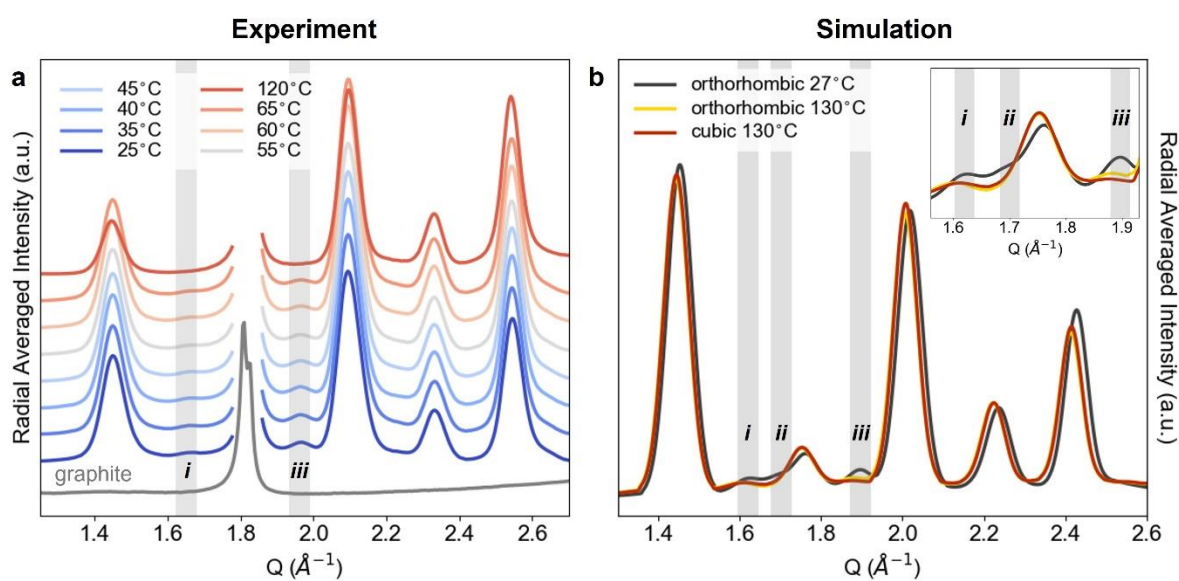 Experiment
Simulation
a
45°C
40°C
35°C
25°C
120°C
65°C
60°C
55°C
i
iii
graphite
Radial Averaged Intensity (a.u.)
1.4 1.6 1.8 2.0 2.2 2.4 2.6
Q (Å⁻¹)
b
orthorhombic 27°C
orthorhombic 130°C
cubic 130°C
i ii iii
1.6 1.7 1.8 1.9
Q (Å⁻¹)
i ii iii
1.4 1.6 1.8 2.0 2.2 2.4 2.6
Q (Å⁻¹)
Radial Averaged Intensity (a.u.)